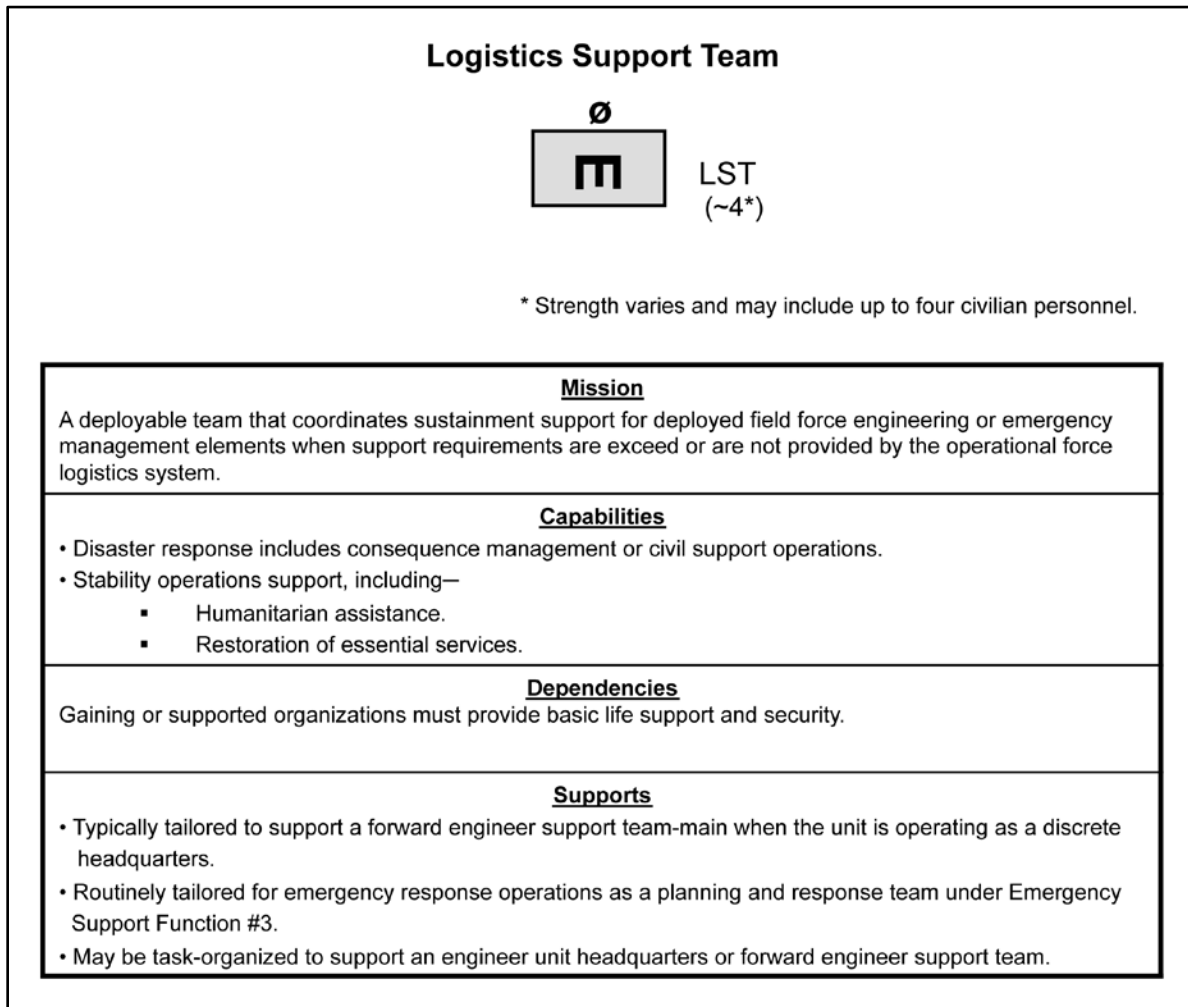 Logistics Support Team
Ø
E
LST
(~4*)
* Strength varies and may include up to four civilian personnel.
Mission
A deployable team that coordinates sustainment support for deployed field force engineering or emergency
management elements when support requirements are exceed or are not provided by the operational force
logistics system.
Capabilities
• Disaster response includes consequence management or civil support operations.
• Stability operations support, including—
▪ Humanitarian assistance.
▪ Restoration of essential services.
Dependencies
Gaining or supported organizations must provide basic life support and security.
Supports
• Typically tailored to support a forward engineer support team-main when the unit is operating as a discrete
headquarters.
• Routinely tailored for emergency response operations as a planning and response team under Emergency
Support Function #3.
• May be task-organized to support an engineer unit headquarters or forward engineer support team.